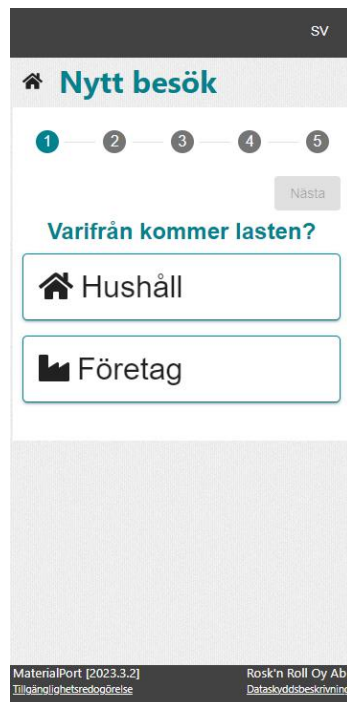 SV
Nytt besök
1 2 3 4 5
Nästa
Varifrån kommer lasten?
Hushåll
Företag
MaterialPort [2023.3.2] Rosk'n Roll Oy Ab
Tillgänglighetsredogörelse Dataskyddsbeskrivning